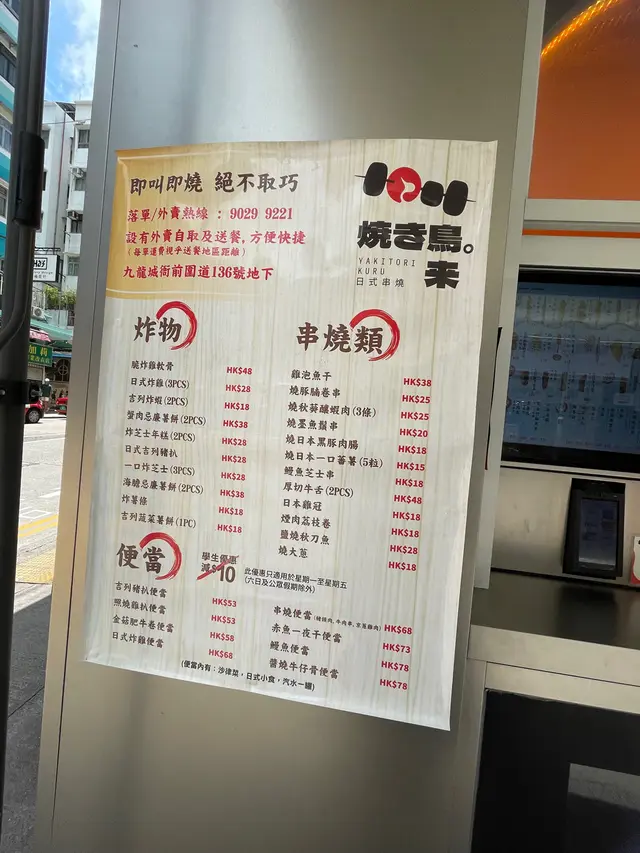 即叫即燒 絕不取巧
落單/外賣熱線 : 9029 9221
設有外賣自取及送餐, 方便快捷
(每單運費視乎送餐地區距離)
九龍城衙前圍道136號地下
焼き鳥。
来
YAKITORI
KURU
日式串燒
炸物
脆炸雞軟骨 HK$48
日式炸雞(3PCS) HK$28
吉列炸蝦(2PCS) HK$18
蟹肉忌廉薯餅(2PCS) HK$38
炸芝士年糕(2PCS) HK$28
日式吉列豬扒 HK$28
一口炸芝士(3PCS) HK$28
海膽忌廉薯餅(2PCS) HK$38
炸薯條 HK$18
吉列蔬菜薯餅(1PC) HK$18
串燒類
雞泡魚干 HK$38
燒豚腩卷串 HK$25
燒秋葵釀蝦肉(3條) HK$25
燒墨魚鬚串 HK$20
燒日本黑豚肉腸 HK$18
燒日本一口蕃薯(5粒) HK$15
鰻魚芝士串 HK$18
厚切牛舌(2PCS) HK$48
日本雞冠 HK$18
煙肉荔枝卷 HK$18
鹽燒秋刀魚 HK$28
燒大蔥 HK$18
便當
學生優惠
減$10
此優惠只適用於星期一至星期五
(六日及公眾假期除外)
吉列豬扒便當 HK$53
照燒雞扒便當 HK$53
金菇肥牛卷便當 HK$58
日式炸雞便當 HK$68
串燒便當 HK$68
赤魚一夜干便當 HK$73
鰻魚便當 HK$78
醬燒牛仔骨便當 HK$78
(便當內有: 沙律菜, 日式小食, 汽水一罐)